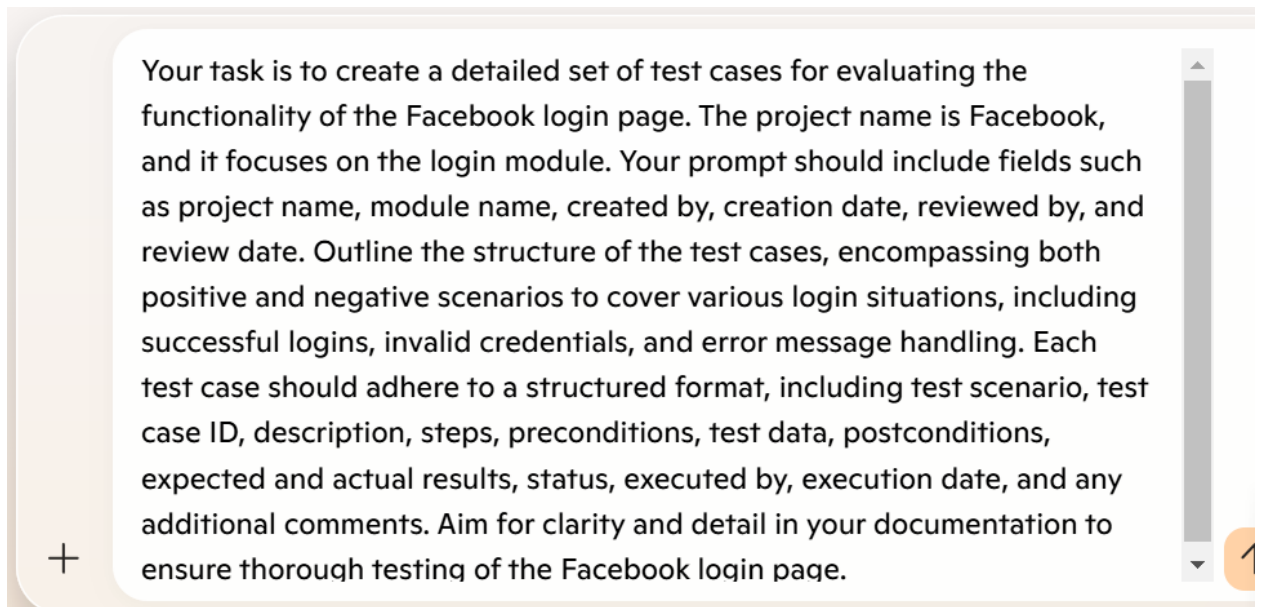 Your task is to create a detailed set of test cases for evaluating the
functionality of the Facebook login page. The project name is Facebook,
and it focuses on the login module. Your prompt should include fields such
as project name, module name, created by, creation date, reviewed by, and
review date. Outline the structure of the test cases, encompassing both
positive and negative scenarios to cover various login situations, including
successful logins, invalid credentials, and error message handling. Each
test case should adhere to a structured format, including test scenario, test
case ID, description, steps, preconditions, test data, postconditions,
expected and actual results, status, executed by, execution date, and any
additional comments. Aim for clarity and detail in your documentation to
ensure thorough testing of the Facebook login page.